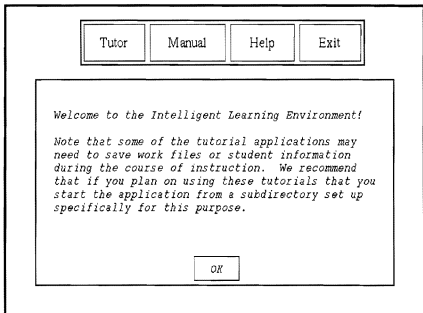 Tutor Manual Help Exit
Welcome to the Intelligent Learning Environment!
Note that some of the tutorial applications may
need to save work files or student information
during the course of instruction. We recommend
that if you plan on using these tutorials that you
start the application from a subdirectory set up
specifically for this purpose.
OK